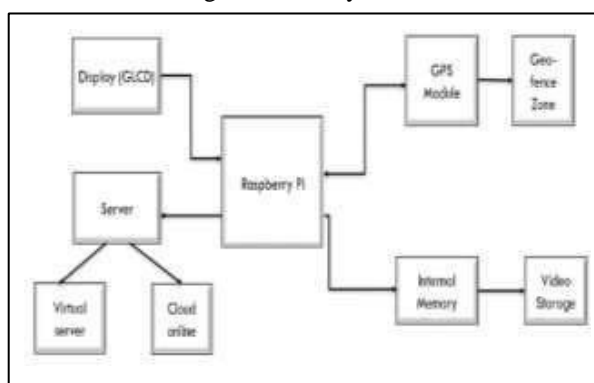 Display (GLCD)
GPS
Module
Geo-
fence
Zone
Raspberry Pi
Server
Virtual
server
Cloud
online
Internal
Memory
Video
Storage